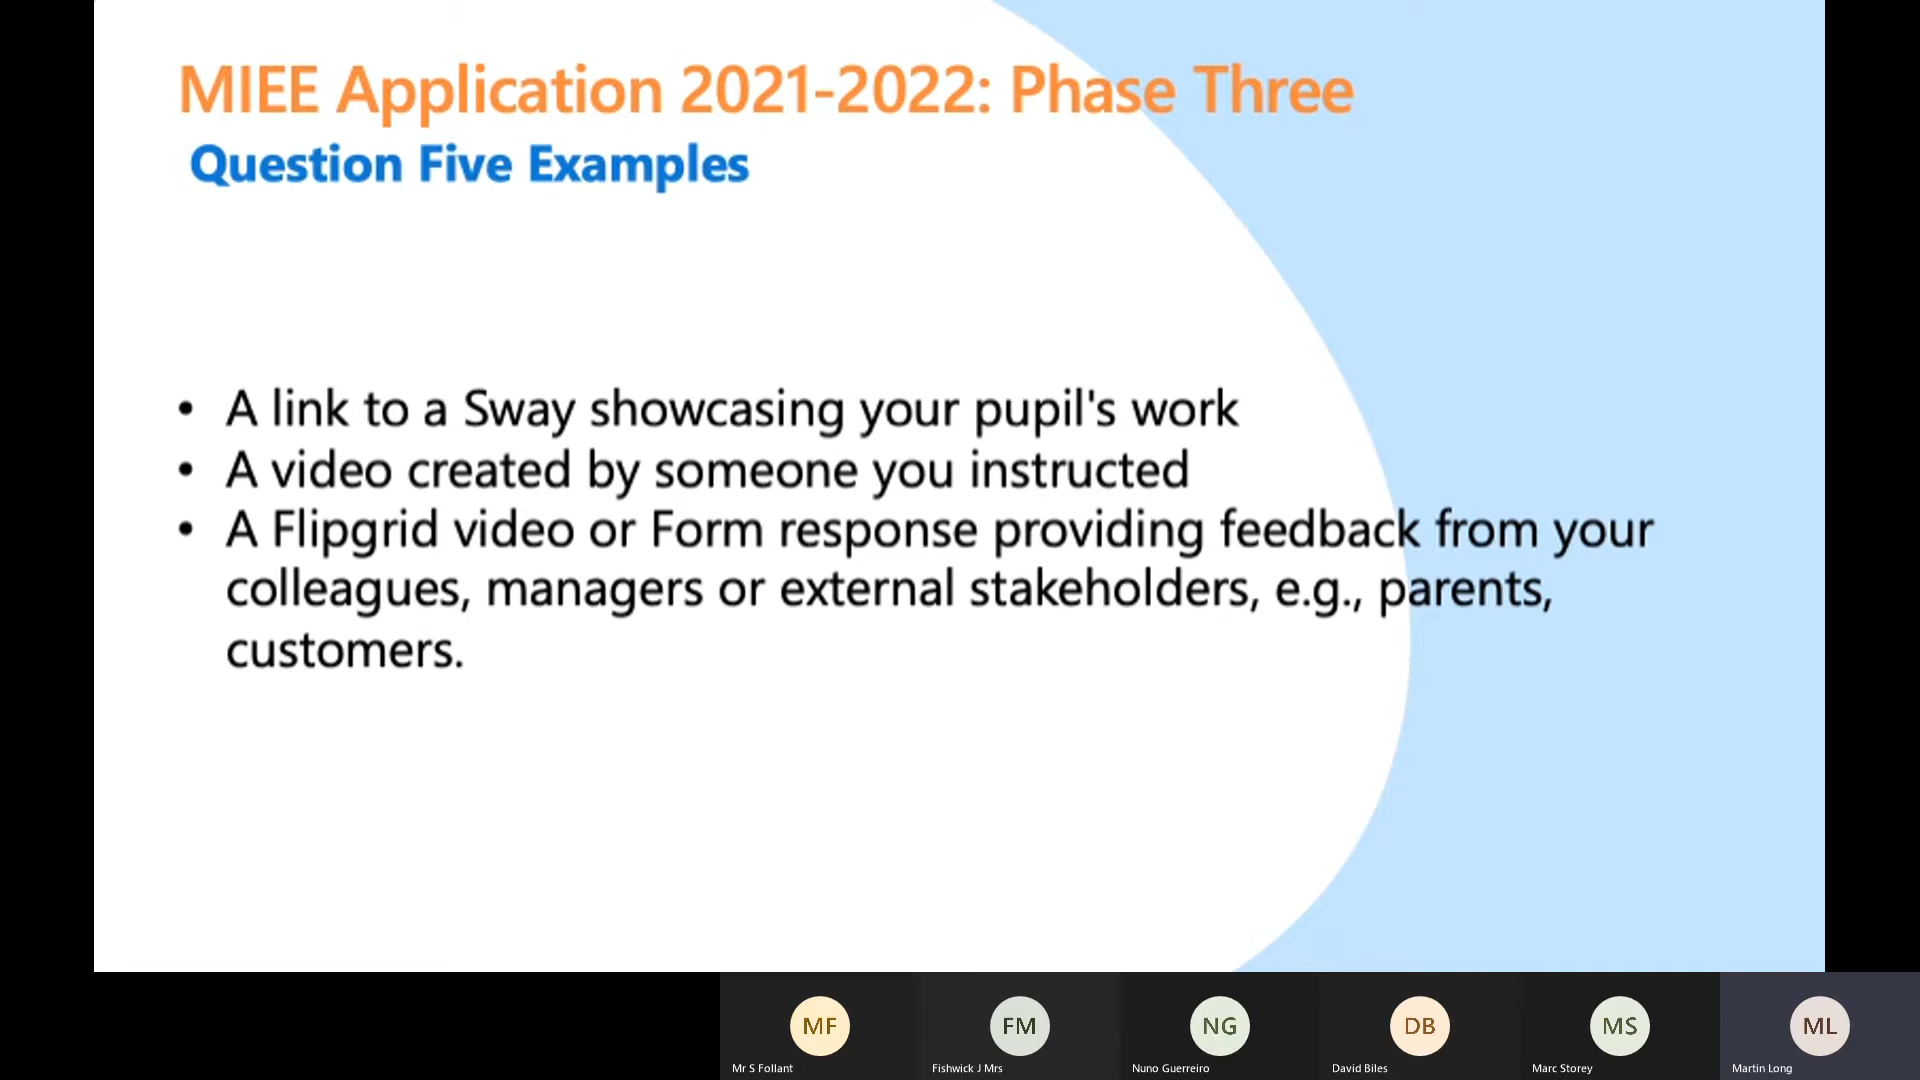 MIEE Application 2021-2022: Phase Three
Question Five Examples
• A link to a Sway showcasing your pupil's work
• A video created by someone you instructed
• A Flipgrid video or Form response providing feedback from your
colleagues, managers or external stakeholders, e.g., parents,
customers.
MF
FM
NG
DB
MS
ML
Mr S Follant
Fishwick J Mrs
Nuno Guerreiro
David Biles
Marc Storey
Martin Long